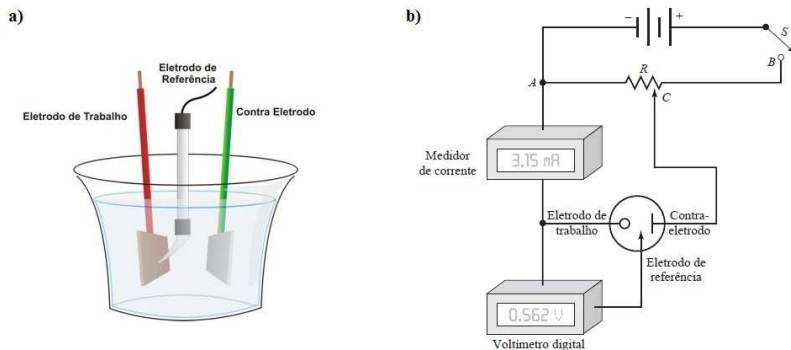 a)
Eletrodo de
Referência
Eletrodo de Trabalho
Contra Eletrodo
b)
− +
S
B
A
R
C
Medidor
de corrente
3.15 mA
Eletrodo de
trabalho
Contra-
eletrodo
Eletrodo de
referência
0.562 V
Voltímetro digital